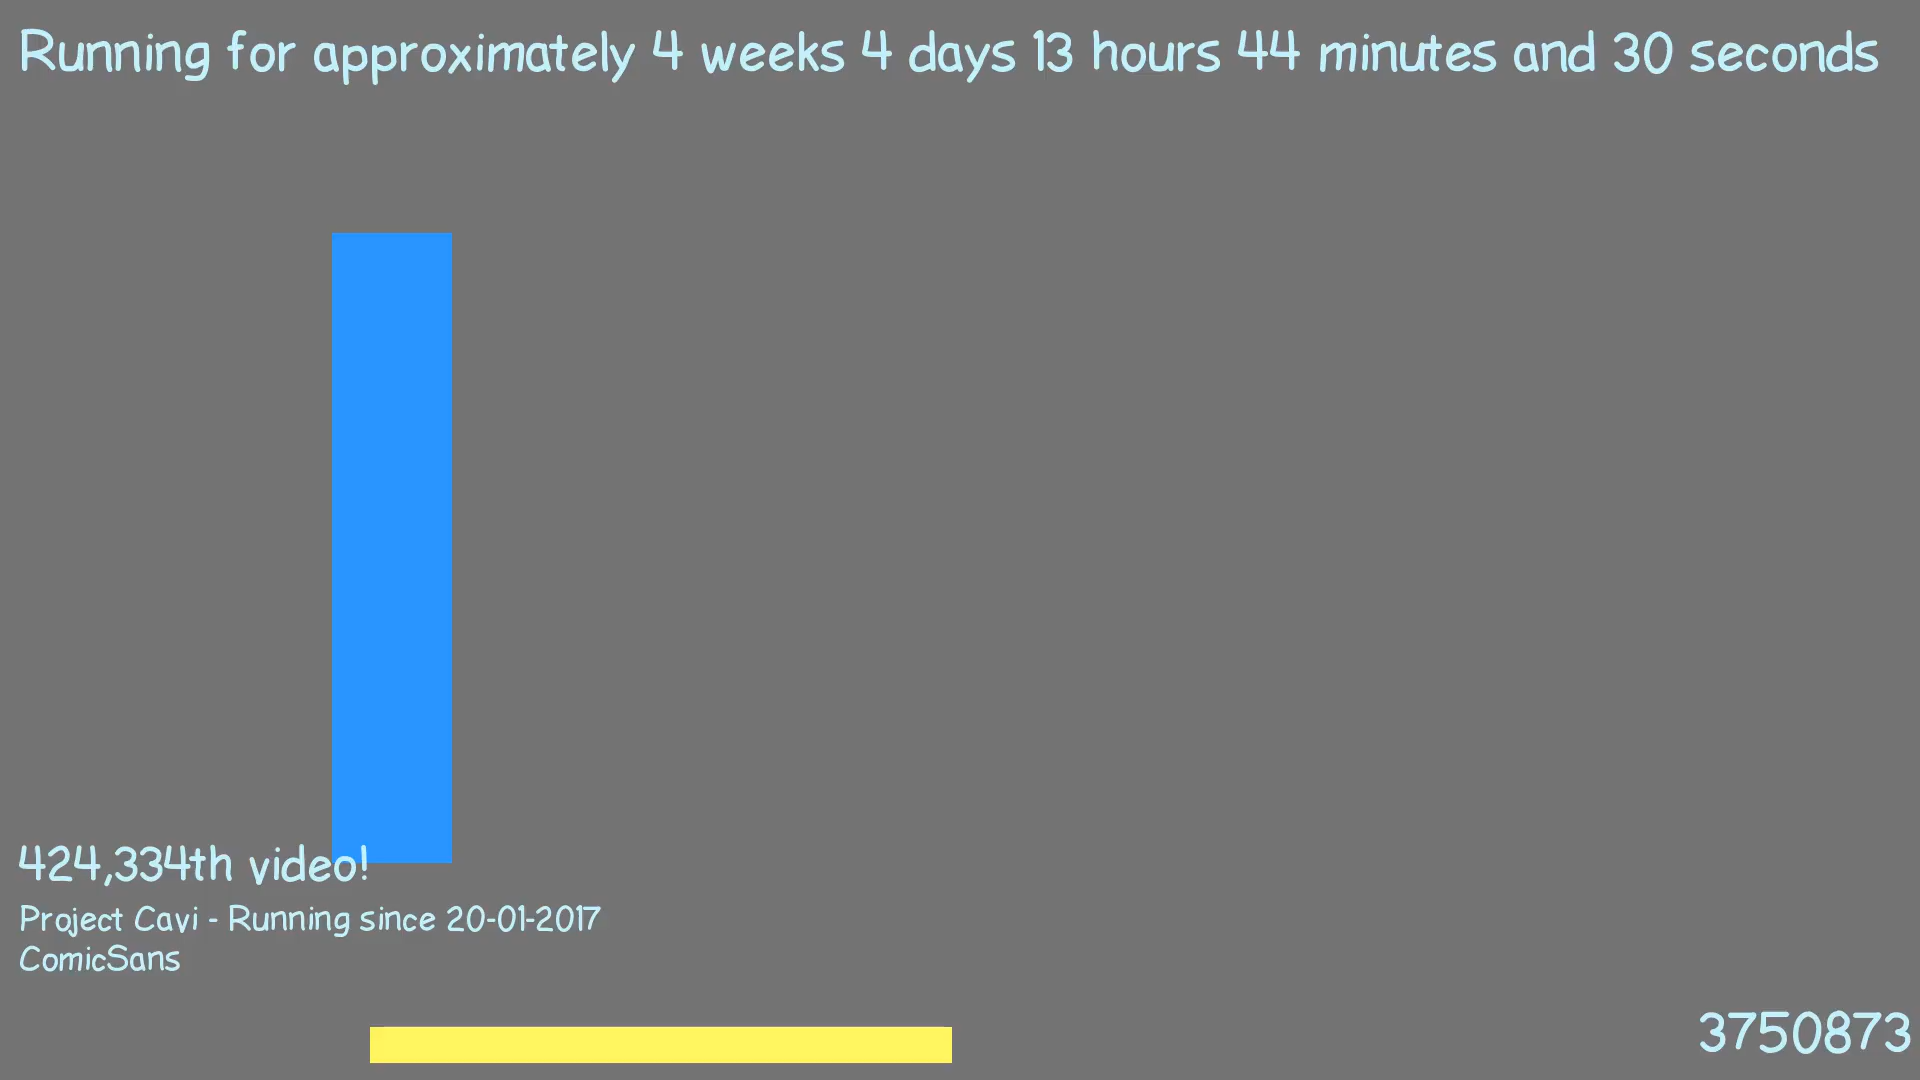 Running for approximately 4 weeks 4 days 13 hours 44 minutes and 30 seconds
424,334th video!
Project Cavi - Running since 20-01-2017
ComicSans
3750873